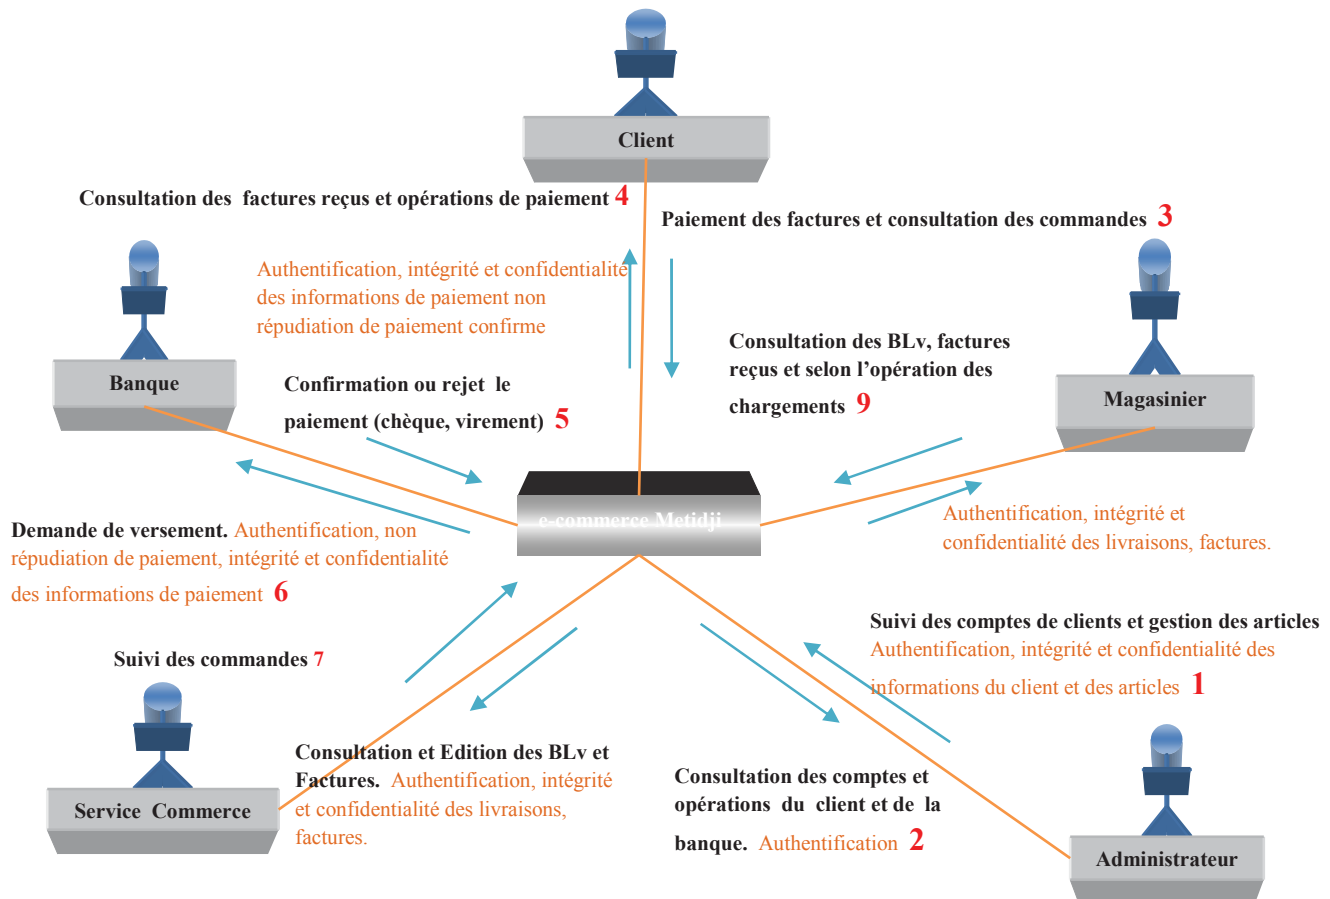 Client
Consultation des factures reçus et opérations de paiement 4
Paiement des factures et consultation des commandes 3
Authentification, intégrité et confidentialité
des informations de paiement non
répudiation de paiement confirme
Banque
Confirmation ou rejet le
paiement (chèque, virement) 5
Consultation des BLv, factures
reçus et selon l’opération des
chargements 9
Magasinier
e-commerce Metidji
Demande de versement. Authentification, non
répudiation de paiement, intégrité et confidentialité
des informations de paiement 6
Authentification, intégrité et
confidentialité des livraisons, factures.
Suivi des commandes 7
Suivi des comptes de clients et gestion des articles
Authentification, intégrité et confidentialité des
informations du client et des articles 1
Service Commerce
Consultation et Edition des BLv et
Factures. Authentification, intégrité
et confidentialité des livraisons,
factures.
Consultation des comptes et
opérations du client et de la
banque. Authentification 2
Administrateur